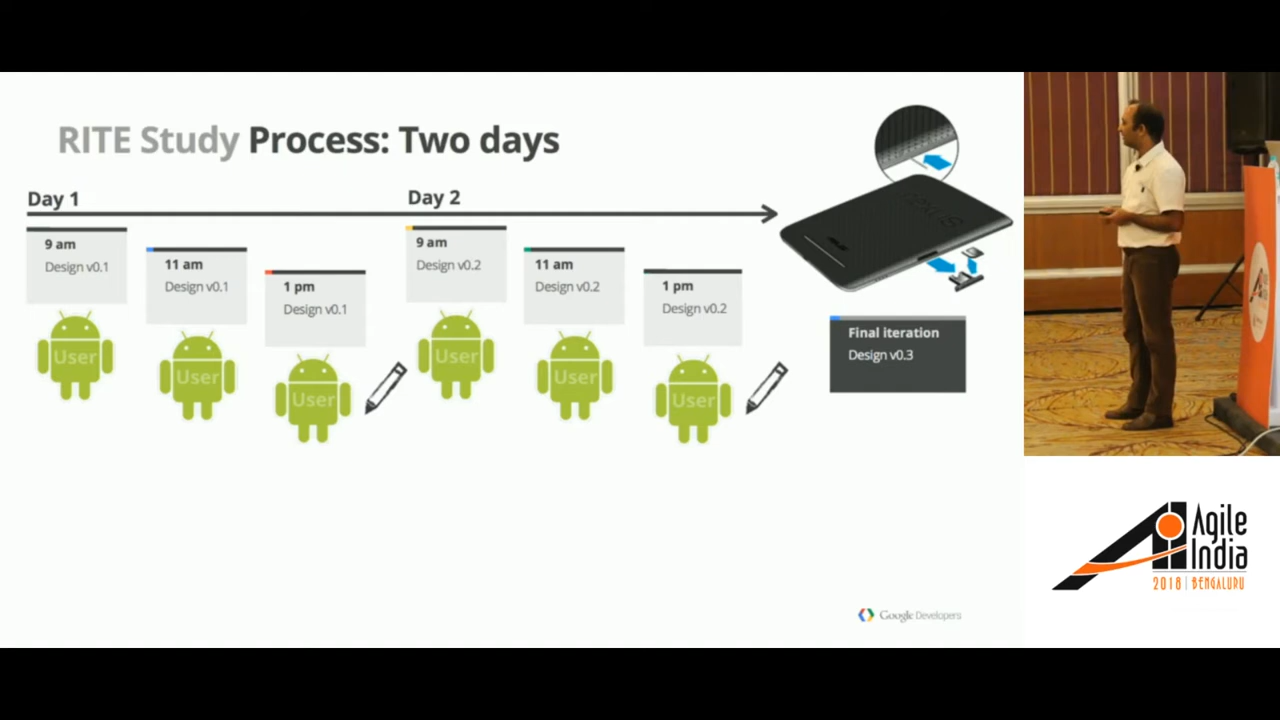 RITE Study Process: Two days
Day 1
Day 2
9 am
Design v0.1
User
11 am
Design v0.1
User
1 pm
Design v0.1
User
9 am
Design v0.2
User
11 am
Design v0.2
User
1 pm
Design v0.2
User
Final iteration
Design v0.3
Google Developers
Agile
India
2018 | BENGALURU